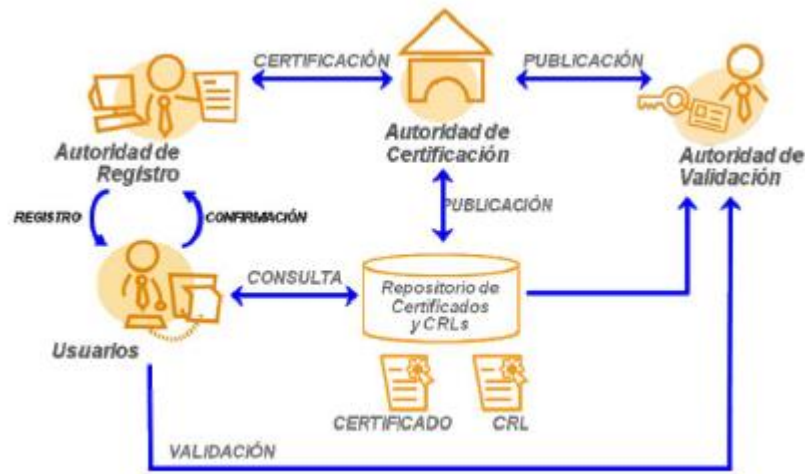 CERTIFICACIÓN
PUBLICACIÓN
Autoridad de
Registro
Autoridad de
Certificación
Autoridad de
Validación
REGISTRO
CONFIRMACIÓN
PUBLICACIÓN
CONSULTA
Repositorio de
Certificados
y CRLs
Usuarios
CERTIFICADO
CRL
VALIDACIÓN